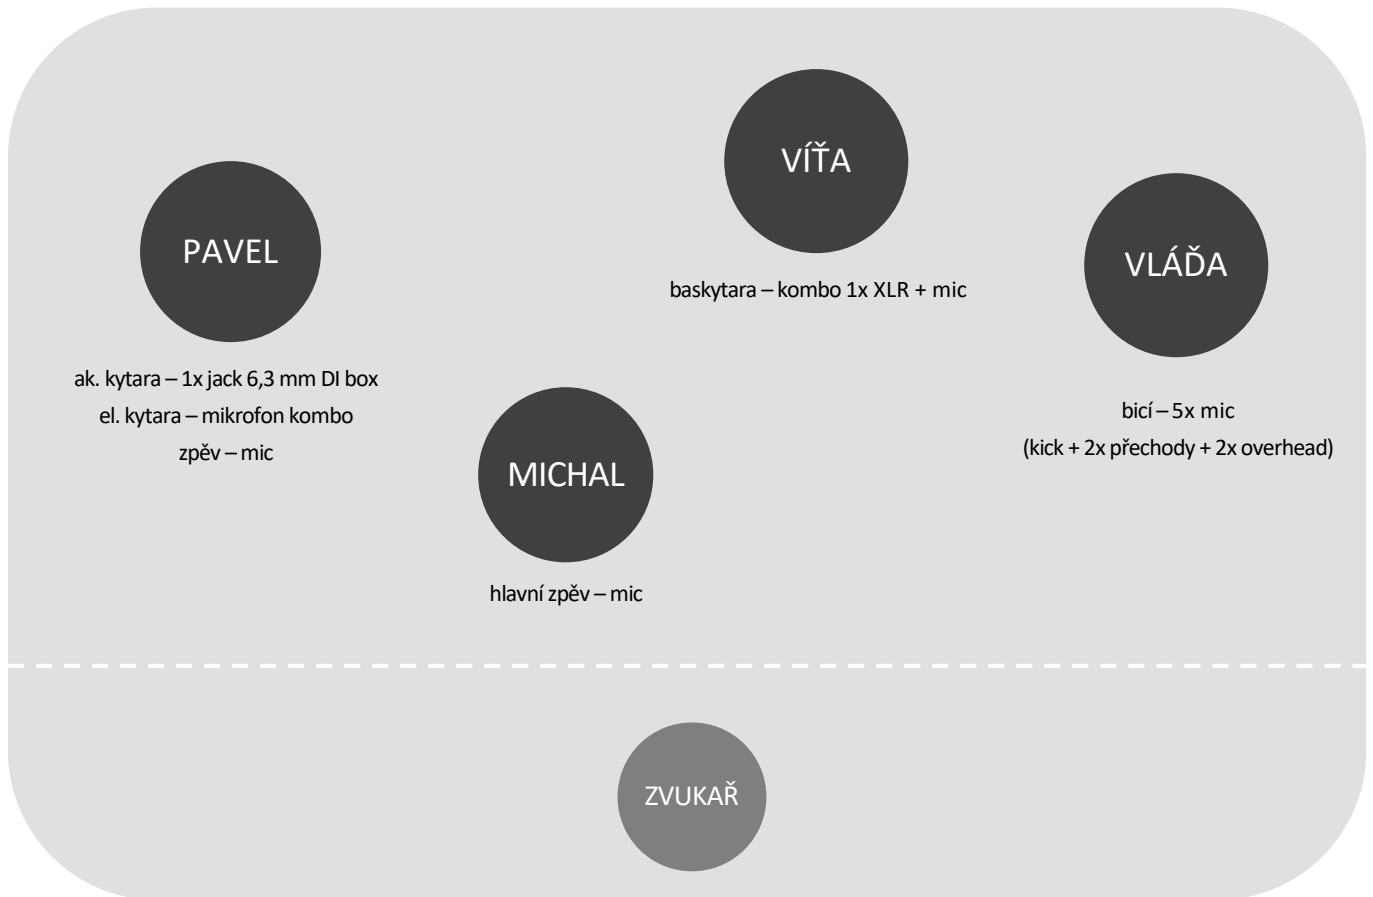 PAVEL
ak. kytara – 1x jack 6,3 mm DI box
el. kytara – mikrofon kombo
zpěv – mic
MICHAL
hlavní zpěv – mic
VÍŤA
baskytara – kombo 1x XLR + mic
VLÁĎA
bicí – 5x mic
(kick + 2x přechody + 2x overhead)
ZVUKAŘ